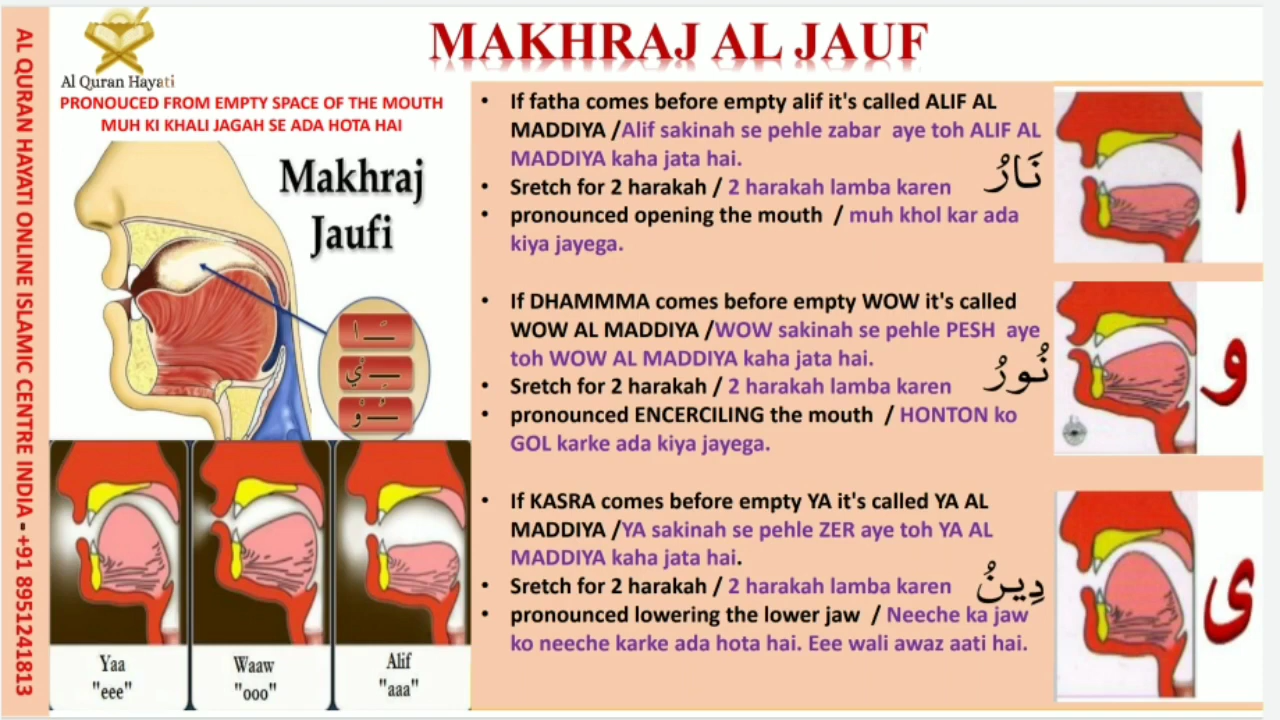 AL QURAN HAYATI ONLINE ISLAMIC CENTRE INDIA - +91 8951241813
Al Quran Hayati
MAKHRAJ AL JAUF
PRONOUCED FROM EMPTY SPACE OF THE MOUTH
MUH KI KHALI JAGAH SE ADA HOTA HAI
Makhraj
Jaufi
ـَـ ا
ـِـ يْ
ـُـ وْ
Yaa
"eee"
Waaw
"ooo"
Alif
"aaa"
• If fatha comes before empty alif it's called ALIF AL
MADDIYA /Alif sakinah se pehle zabar aye toh ALIF AL
MADDIYA kaha jata hai.
نَارُ
• Sretch for 2 harakah / 2 harakah lamba karen
• pronounced opening the mouth / muh khol kar ada
kiya jayega.
ا
• If DHAMMMA comes before empty WOW it's called
WOW AL MADDIYA /WOW sakinah se pehle PESH aye
toh WOW AL MADDIYA kaha jata hai.
نُورُ
• Sretch for 2 harakah / 2 harakah lamba karen
• pronounced ENCERCILING the mouth / HONTON ko
GOL karke ada kiya jayega.
و
• If KASRA comes before empty YA it's called YA AL
MADDIYA /YA sakinah se pehle ZER aye toh YA AL
MADDIYA kaha jata hai.
دِينُ
• Sretch for 2 harakah / 2 harakah lamba karen
• pronounced lowering the lower jaw / Neeche ka jaw
ko neeche karke ada hota hai. Eee wali awaz aati hai.
ى